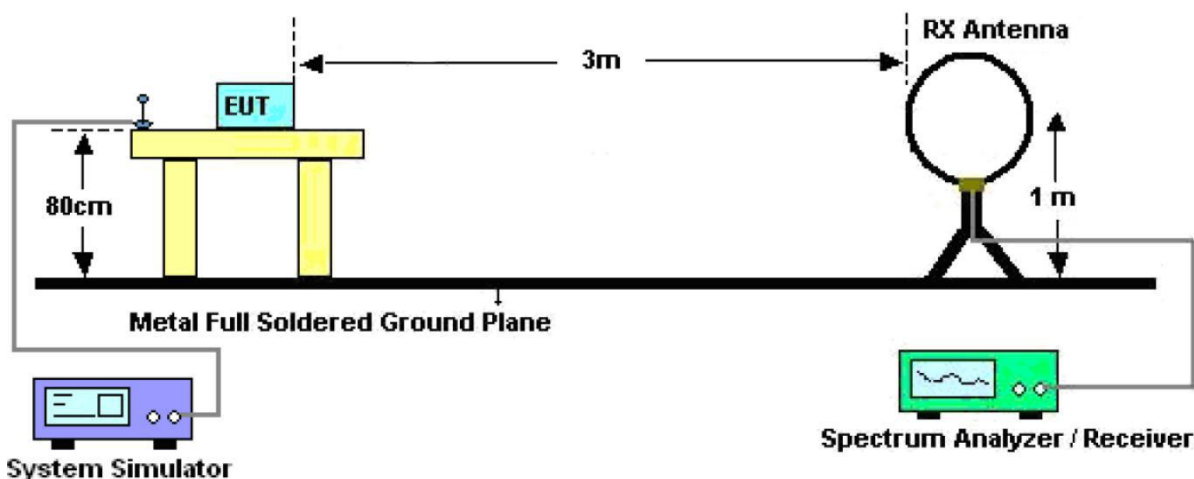 RX Antenna
3m
EUT
80cm
1 m
Metal Full Soldered Ground Plane
Spectrum Analyzer / Receiver
System Simulator